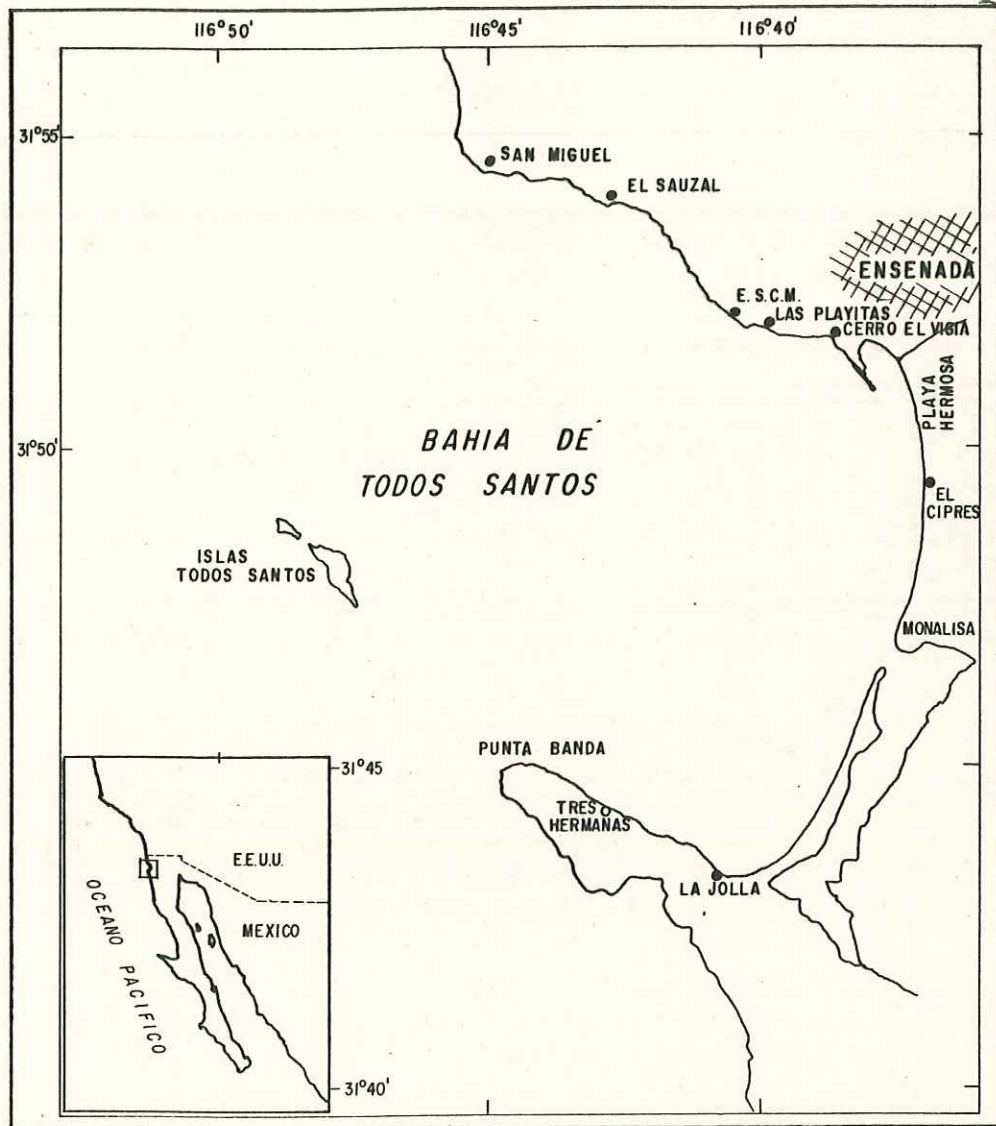 116°50'
116°45'
116°40'
31°55'
SAN MIGUEL
EL SAUZAL
ENSENADA
E. S.C.M.
LAS PLAYITAS
CERRO EL VIGIA
PLAYA
HERMOSA
31°50'
BAHIA DE
TODOS SANTOS
EL
CIPRES
ISLAS
TODOS SANTOS
MONALISA
PUNTA BANDA
31°45'
TRES
HERMAÑAS
LA JOLLA
E.E.U.U.
MEXICO
OCEANO PACIFICO
31°40'